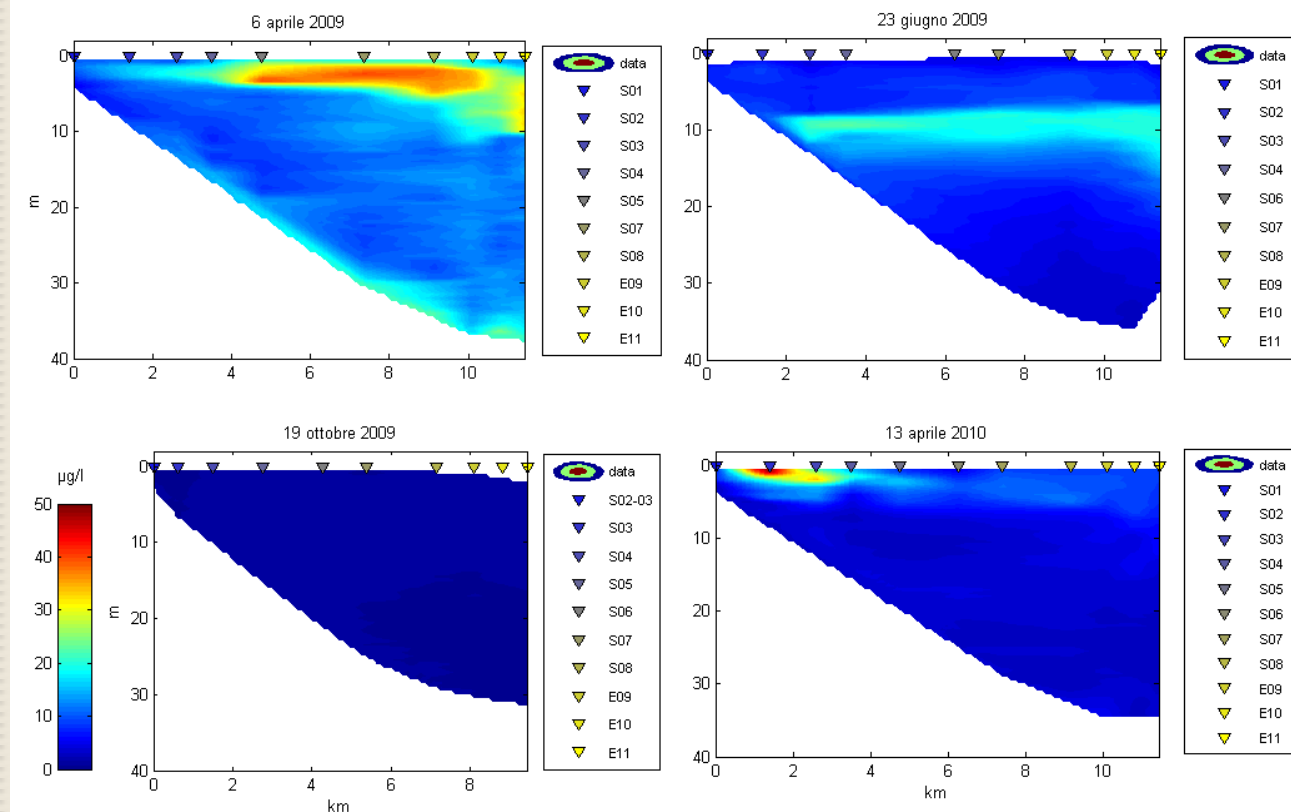 6 aprile 2009
0
10
20
30
40
m
0 2 4 6 8 10
data
S01
S02
S03
S04
S05
S07
S08
E09
E10
E11
23 giugno 2009
0
10
20
30
40
0 2 4 6 8 10
data
S01
S02
S03
S04
S06
S07
S08
E09
E10
E11
µg/l
50
40
30
20
10
0
19 ottobre 2009
0
10
20
30
40
m
0 2 4 6 8
km
data
S02-03
S03
S04
S05
S06
S07
S08
E09
E10
E11
13 aprile 2010
0
10
20
30
40
0 2 4 6 8 10
km
data
S01
S02
S03
S04
S05
S06
S07
S08
E09
E10
E11